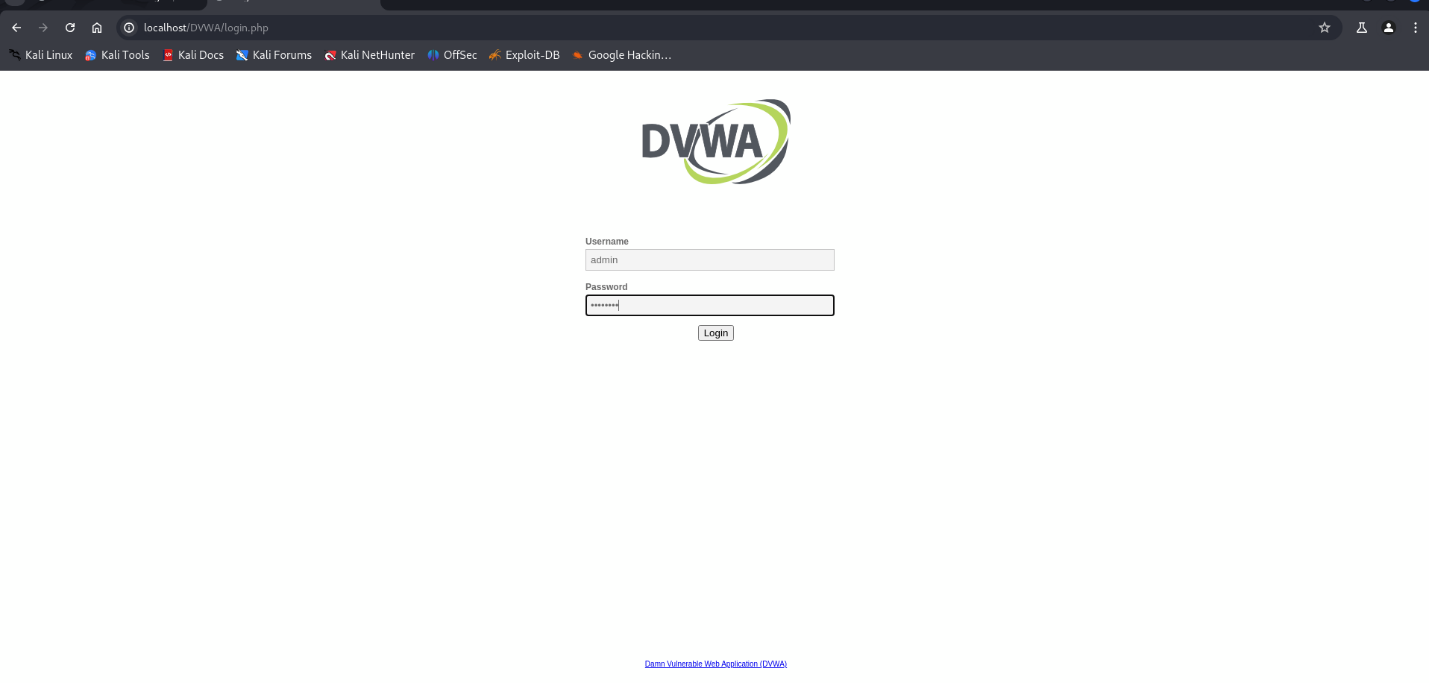 localhost/DVWA/login.php
Kali Linux Kali Tools Kali Docs Kali Forums Kali NetHunter OffSec Exploit-DB Google Hackin…
DVWA
Username
admin
Password
••••••••
Login
Damn Vulnerable Web Application (DVWA)